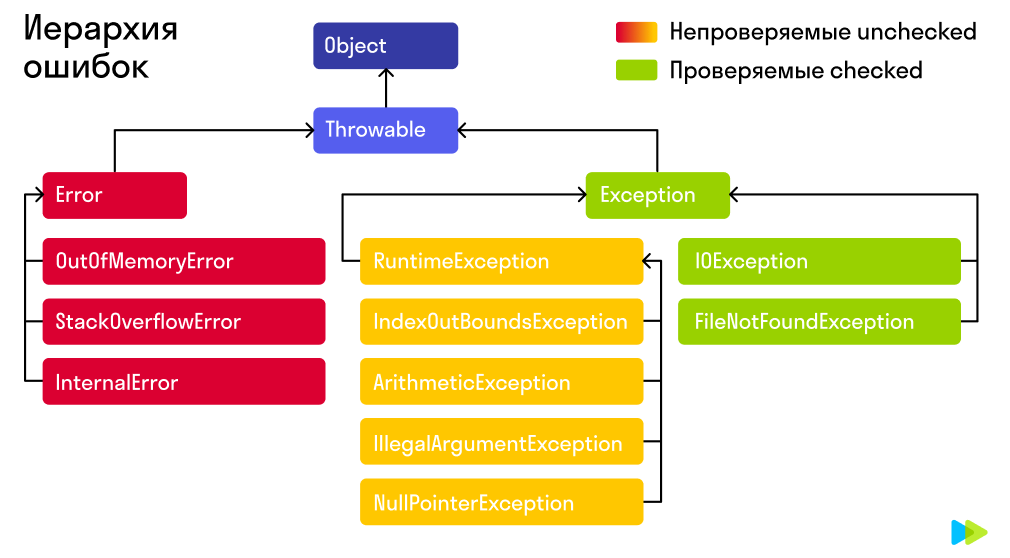 Иерархия
ошибок
Непроверяемые unchecked
Проверяемые checked
Object
Throwable
Error
Exception
OutOfMemoryError
RuntimeException
IOException
StackOverflowError
IndexOutBoundsException
FileNotFoundException
InternalError
ArithmeticException
IllegalArgumentException
NullPointerException